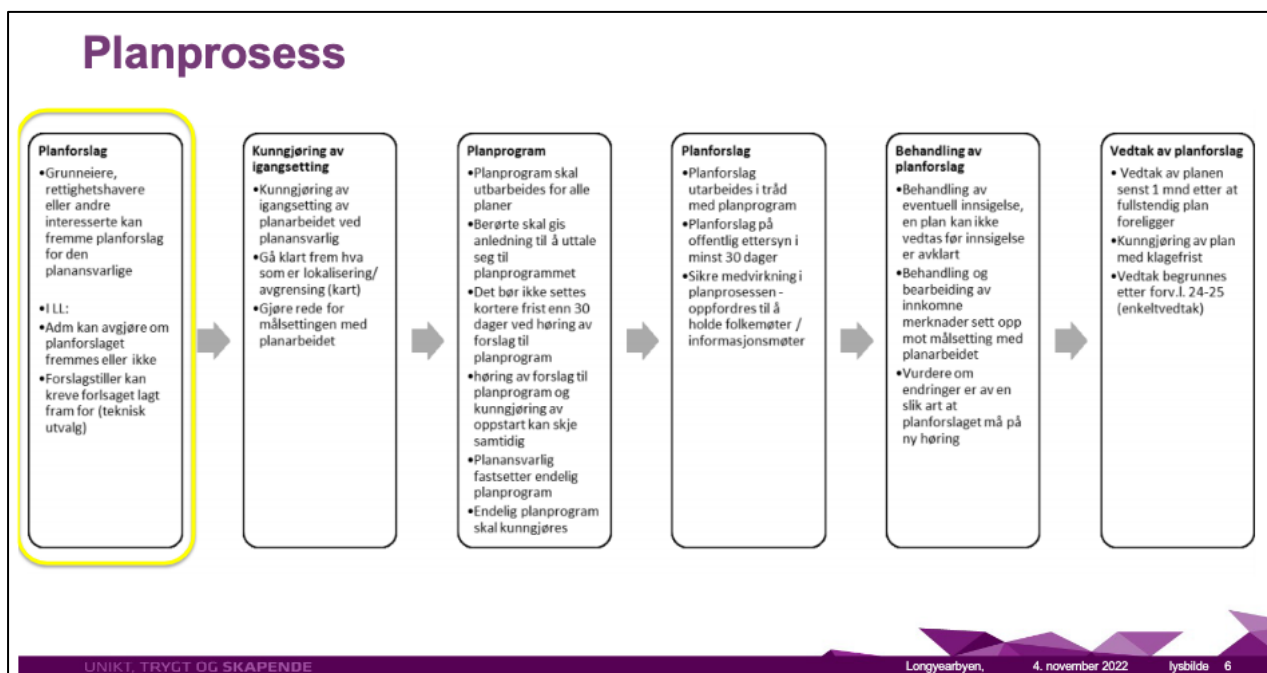 Planprosess
Planforslag
•Grunneiere,
rettighetshavere
eller andre
interesserte kan
fremme planforslag
for den
planansvarlige
•I LL:
•Adm kan avgjøre om
planforslaget
fremmes eller ikke
•Forslagstiller kan
kreve forlsaget lagt
fram for (teknisk
utvalg)
Kunngjøring av
igangsetting
•Kunngjøring av
igangsetting av
planarbeidet ved
planansvarlig
•Gå klart frem hva
som er lokalisering/
avgrensing (kart)
•Gjøre rede for
målsettingen med
planarbeidet
Planprogram
•Planprogram skal
utbarbeides for alle
planer
•Berørte skal gis
anledning til å uttale
seg til
planprogrammet
•Det bør ikke settes
kortere frist enn 30
dager ved høring av
forslag til
planprogram
•høring av forslag til
planprogram og
kunngjøring av
oppstart kan skje
samtidig
•Planansvarlig
fastsetter endelig
planprogram
•Endelig planprogram
skal kunngjøres
Planforslag
•Planforslag
utarbeides i tråd
med planprogram
•Planforslag på
offentlig ettersyn i
minst 30 dager
•Sikre medvirkning i
planprosessen -
oppfordres til å
holde folkemøter /
informasjonsmøter
Behandling av
planforslag
•Behandling av
eventuell innsigelse,
en plan kan ikke
vedtas før innsigelse
er avklart
•Behandling og
bearbeiding av
innkomne
merknader sett opp
mot målsetting med
planarbeidet
•Vurdere om
endringer er av en
slik art at
planforslaget må på
ny høring
Vedtak av planforslag
• Vedtak av planen
senst 1 mnd etter at
fullstendig plan
foreligger
•Kunngjøring av plan
med klagefrist
•Vedtak begrunnes
etter forv.l. 24-25
(enkeltvedtak)
UNIKT, TRYGT OG SKAPENDE
Longyearbyen, 4. november 2022 lysbilde 6